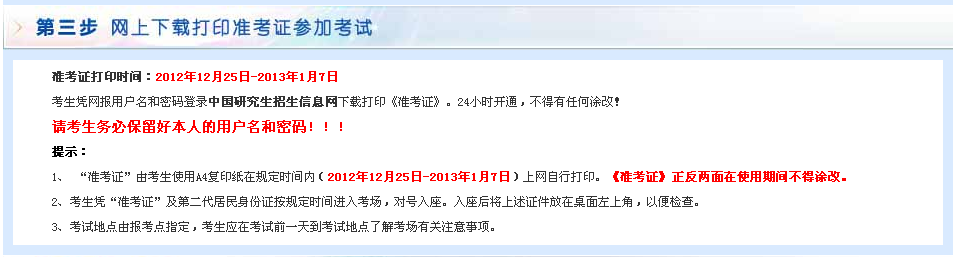 第三步 网上下载打印准考证参加考试
准考证打印时间：2012年12月25日-2013年1月7日
考生凭网报用户名和密码登录中国研究生招生信息网下载打印《准考证》。24小时开通，不得有任何涂改！
请考生务必保留好本人的用户名和密码！！！
提示：
1、 “准考证”由考生使用A4复印纸在规定时间内（2012年12月25日-2013年1月7日）上网自行打印。《准考证》正反两面在使用期间不得涂改。
2、考生凭“准考证”及第二代居民身份证按规定时间进入考场，对号入座。入座后将上述证件放在桌面左上角，以便检查。
3、考试地点由报考点指定，考生应在考试前一天到考试地点了解考场有关注意事项。